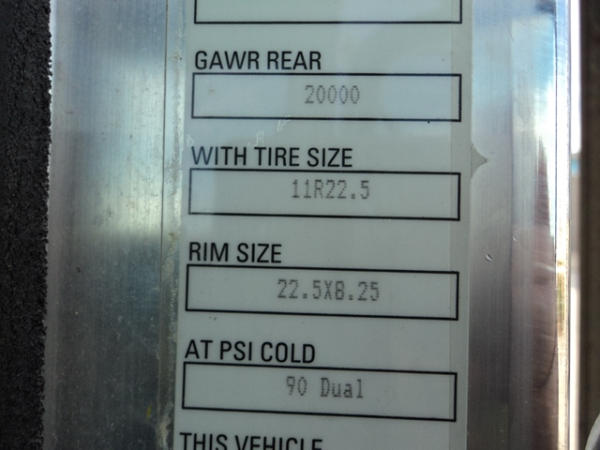 GAWR REAR
20000
WITH TIRE SIZE
11R22.5
RIM SIZE
22.5X8.25
AT PSI COLD
90 Dual
THIS VEHICLE